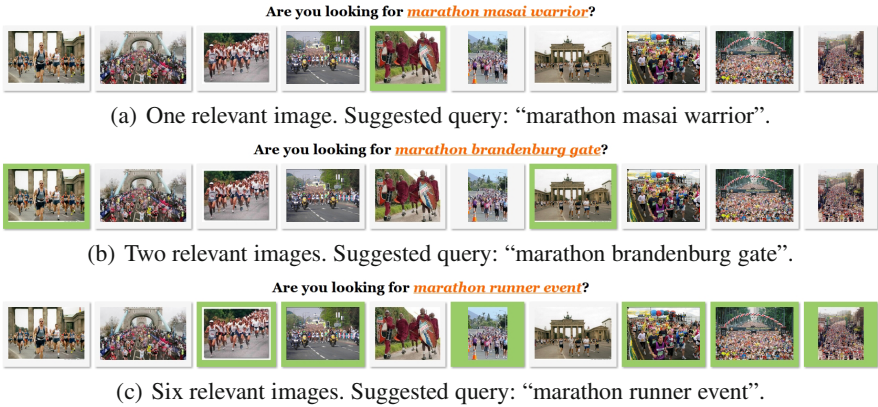 Are you looking for marathon masai warrior?
(a) One relevant image. Suggested query: “marathon masai warrior”.
Are you looking for marathon brandenburg gate?
(b) Two relevant images. Suggested query: “marathon brandenburg gate”.
Are you looking for marathon runner event?
(c) Six relevant images. Suggested query: “marathon runner event”.